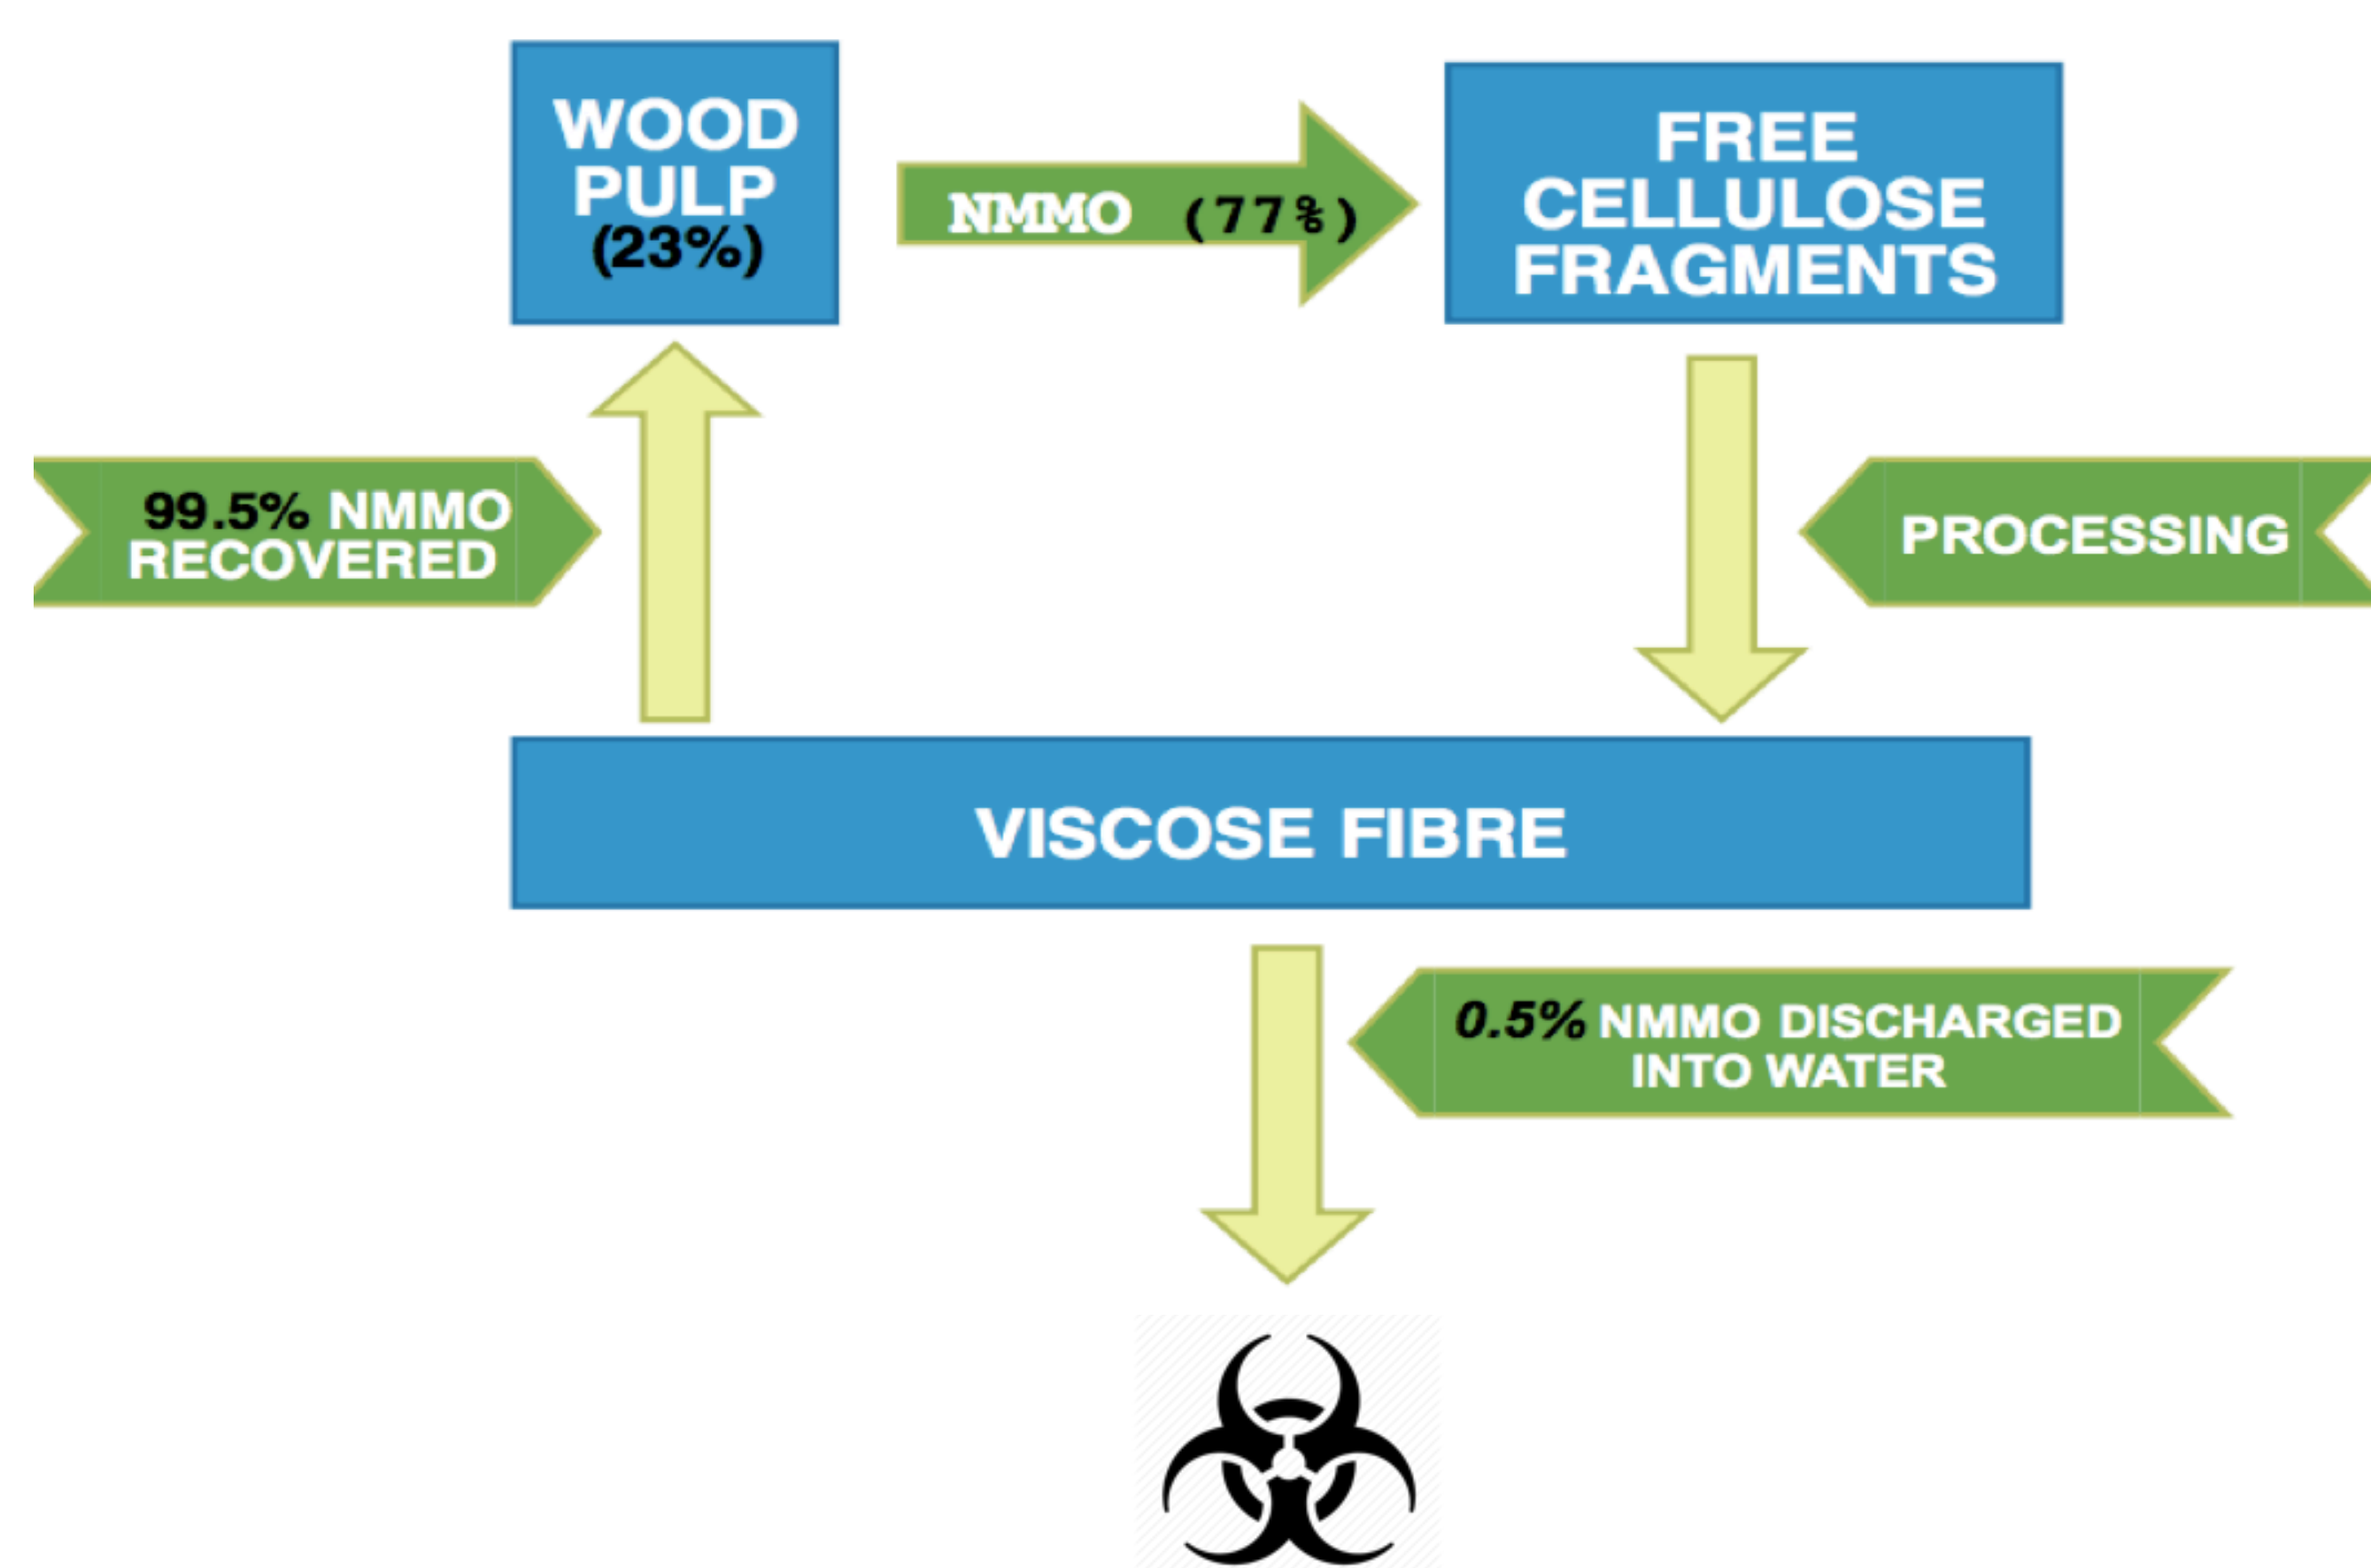 WOOD
PULP
(23%)
NMMO (77%)
FREE
CELLULOSE
FRAGMENTS
99.5% NMMO
RECOVERED
PROCESSING
VISCOSE FIBRE
0.5% NMMO DISCHARGED
INTO WATER